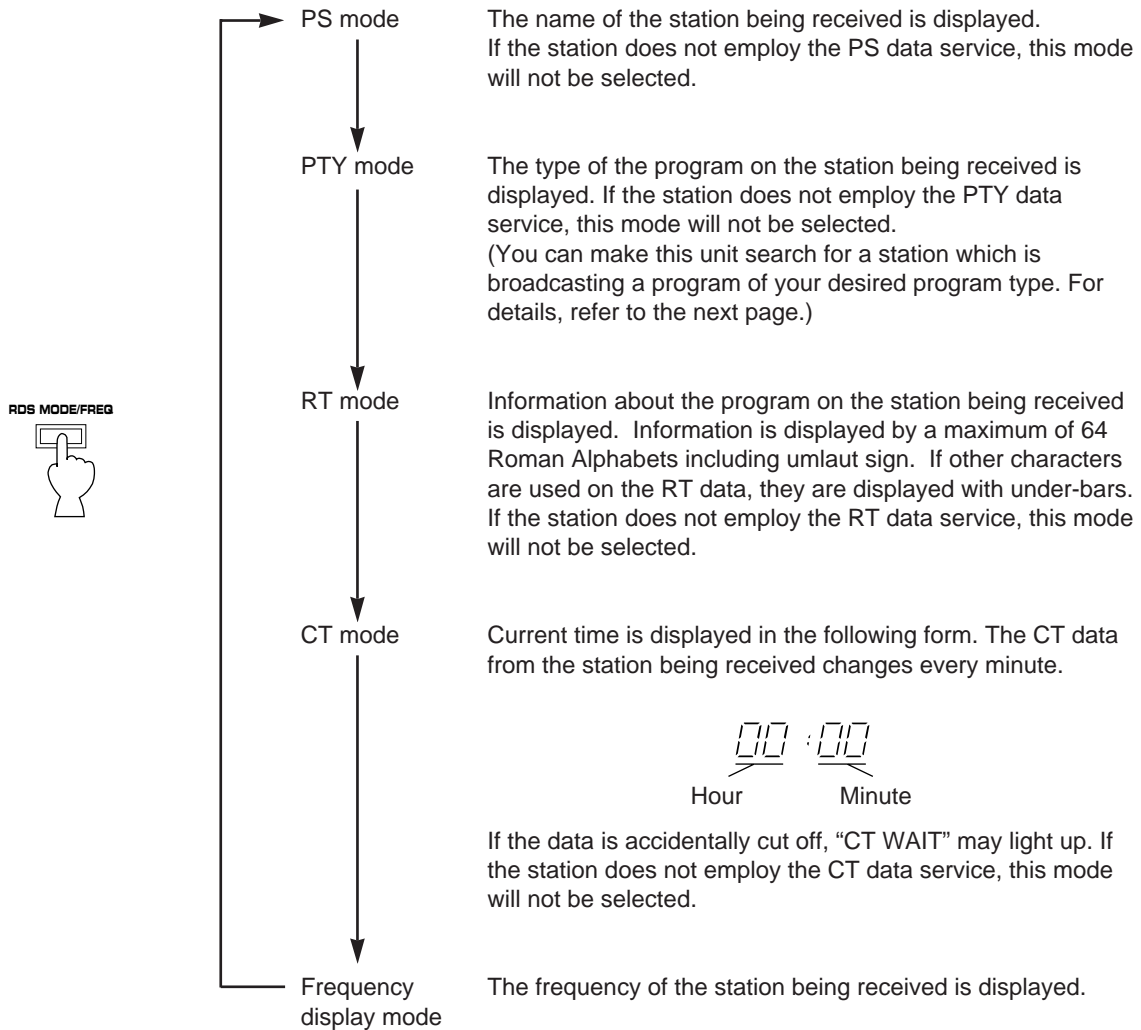 PS mode
The name of the station being received is displayed.
If the station does not employ the PS data service, this mode
will not be selected.
PTY mode
The type of the program on the station being received is
displayed. If the station does not employ the PTY data
service, this mode will not be selected.
(You can make this unit search for a station which is
broadcasting a program of your desired program type. For
details, refer to the next page.)
RDS MODE/FREQ
RT mode
Information about the program on the station being received
is displayed.  Information is displayed by a maximum of 64
Roman Alphabets including umlaut sign.  If other characters
are used on the RT data, they are displayed with under-bars.
If the station does not employ the RT data service, this mode
will not be selected.
CT mode
Current time is displayed in the following form. The CT data
from the station being received changes every minute.
00 :00
Hour Minute
If the data is accidentally cut off, “CT WAIT” may light up. If
the station does not employ the CT data service, this mode
will not be selected.
Frequency
display mode
The frequency of the station being received is displayed.